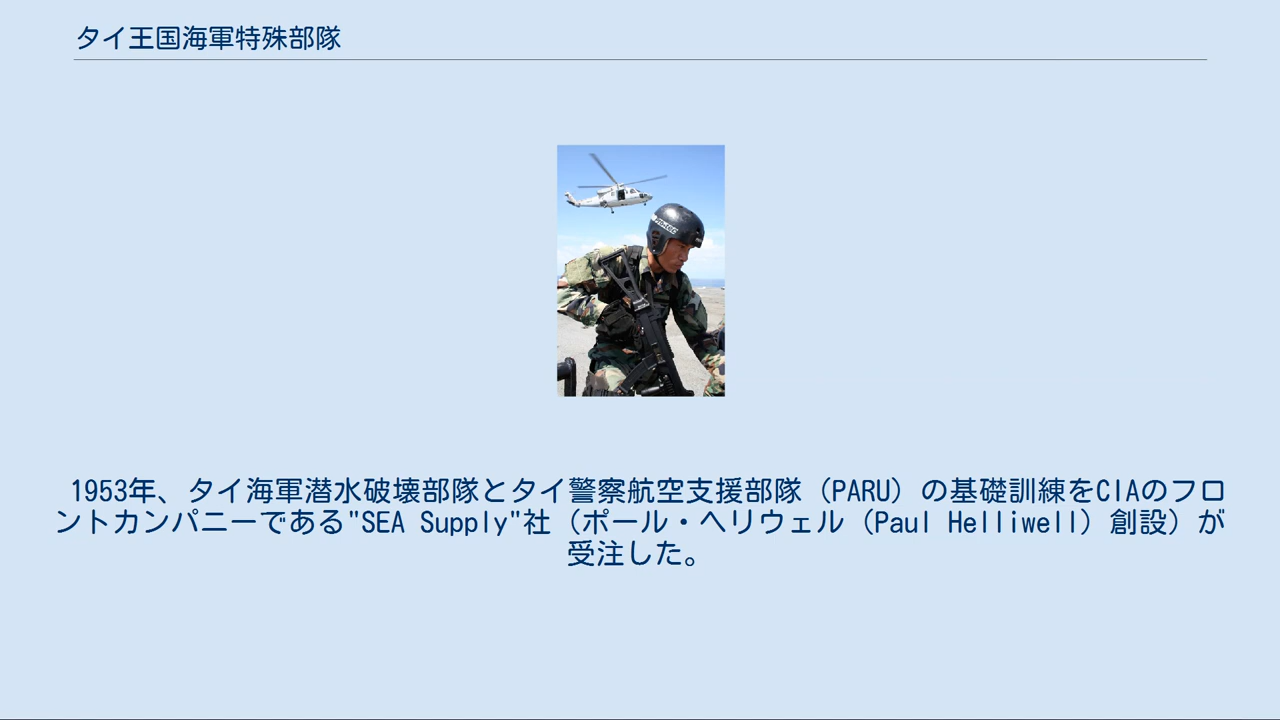 タイ王国海軍特殊部隊
PRO-TEC
1953年、タイ海軍潜水破壊部隊とタイ警察航空支援部隊（PARU）の基礎訓練をCIAのフロ
ントカンパニーである"SEA Supply"社（ポール・ヘリウェル（Paul Helliwell）創設）が
受注した。